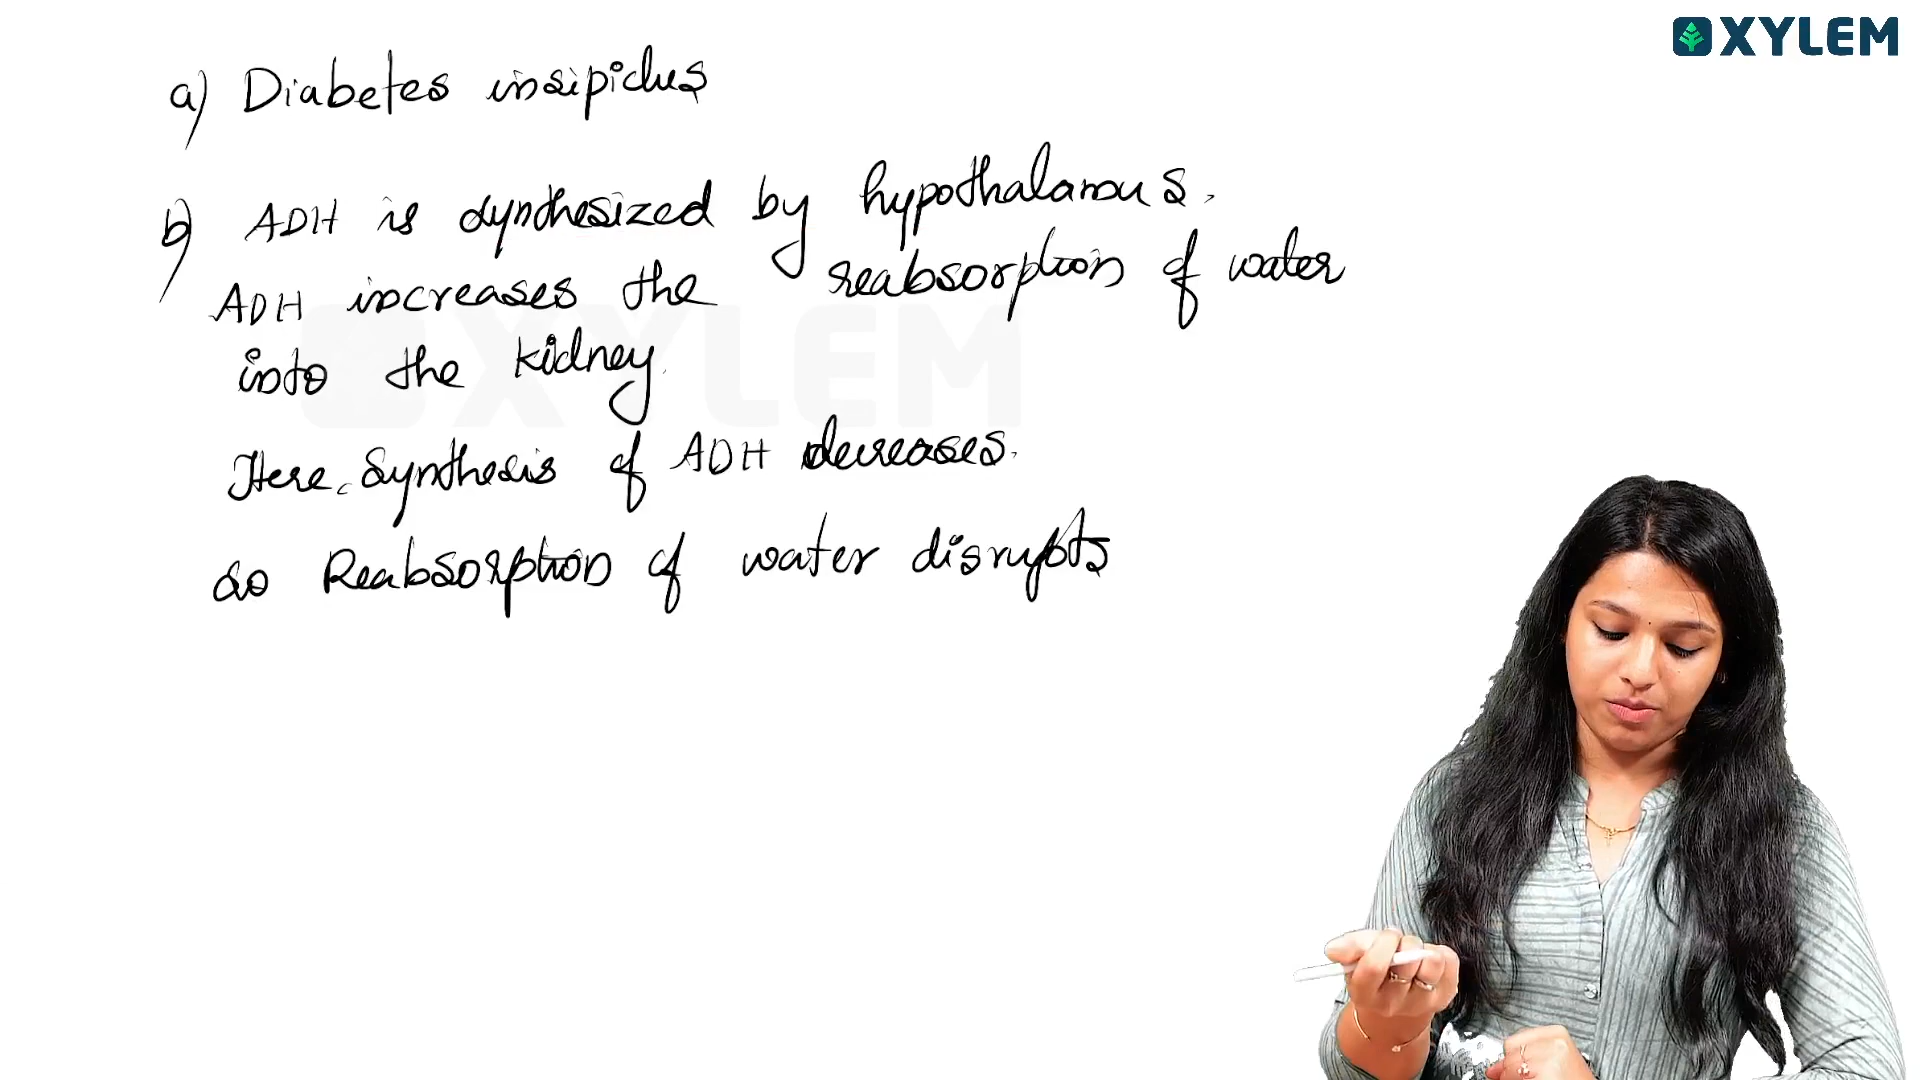 XYLEM
a) Diabetes insipidus
b) ADH is synthesized by hypothalamus.
ADH increases the reabsorption of water
into the kidney.
Here, Synthesis of ADH decreases.
so Reabsorption of water disrupts
XYLEM